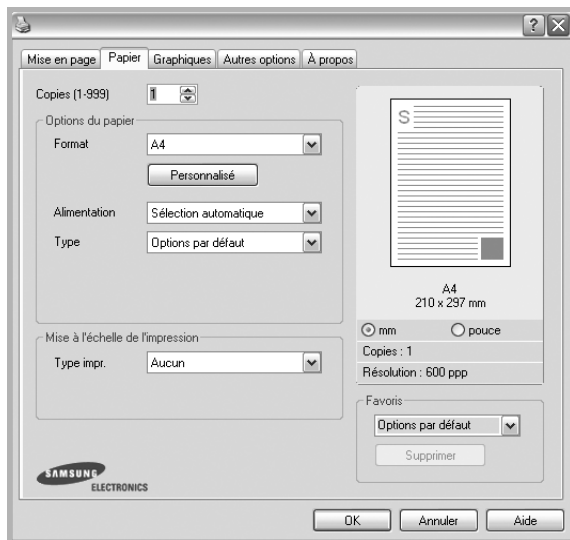 Mise en page Papier Graphiques Autres options À propos
Copies (1-999) 1
Options du papier
Format A4
Personnalisé
Alimentation Sélection automatique
Type Options par défaut
Mise à l'échelle de l'impression
Type impr. Aucun
SAMSUNG
ELECTRONICS
S
A4
210 x 297 mm
mm pouce
Copies : 1
Résolution : 600 ppp
Favoris
Options par défaut
Supprimer
OK Annuler Aide